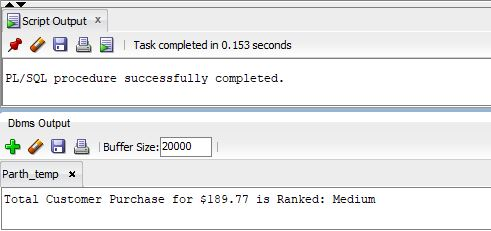 Script Output x
Task completed in 0.153 seconds
PL/SQL procedure successfully completed.
Dbms Output
Buffer Size: 20000
Parth_temp x
Total Customer Purchase for $189.77 is Ranked: Medium